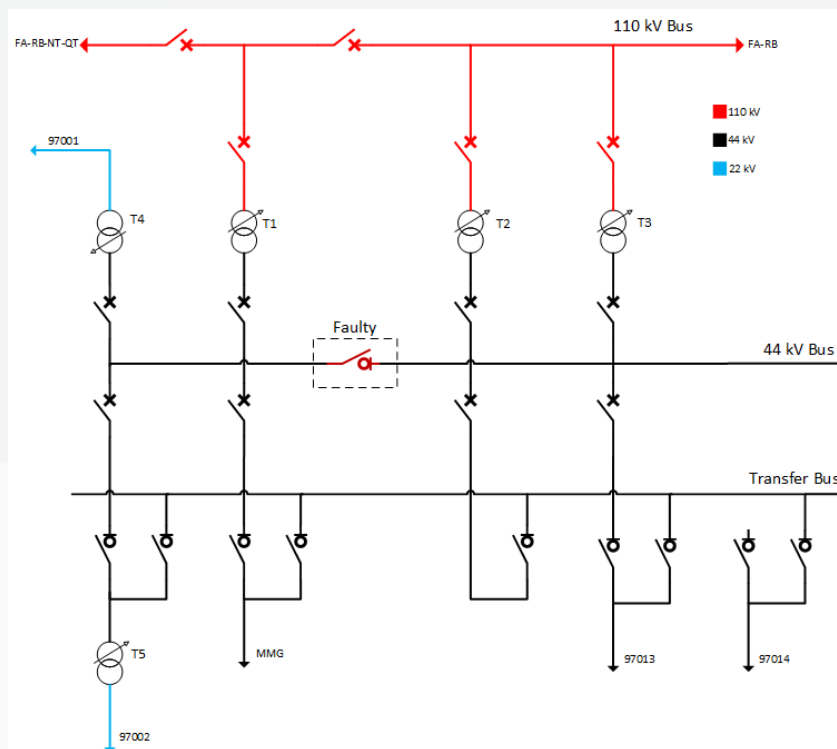 110 kV Bus
FA-RB-NT-QT
FA-RB
110 kV
44 kV
22 kV
97001
T4
T1
T2
T3
Faulty
44 kV Bus
Transfer Bus
T5
MMG
97013
97014
97002